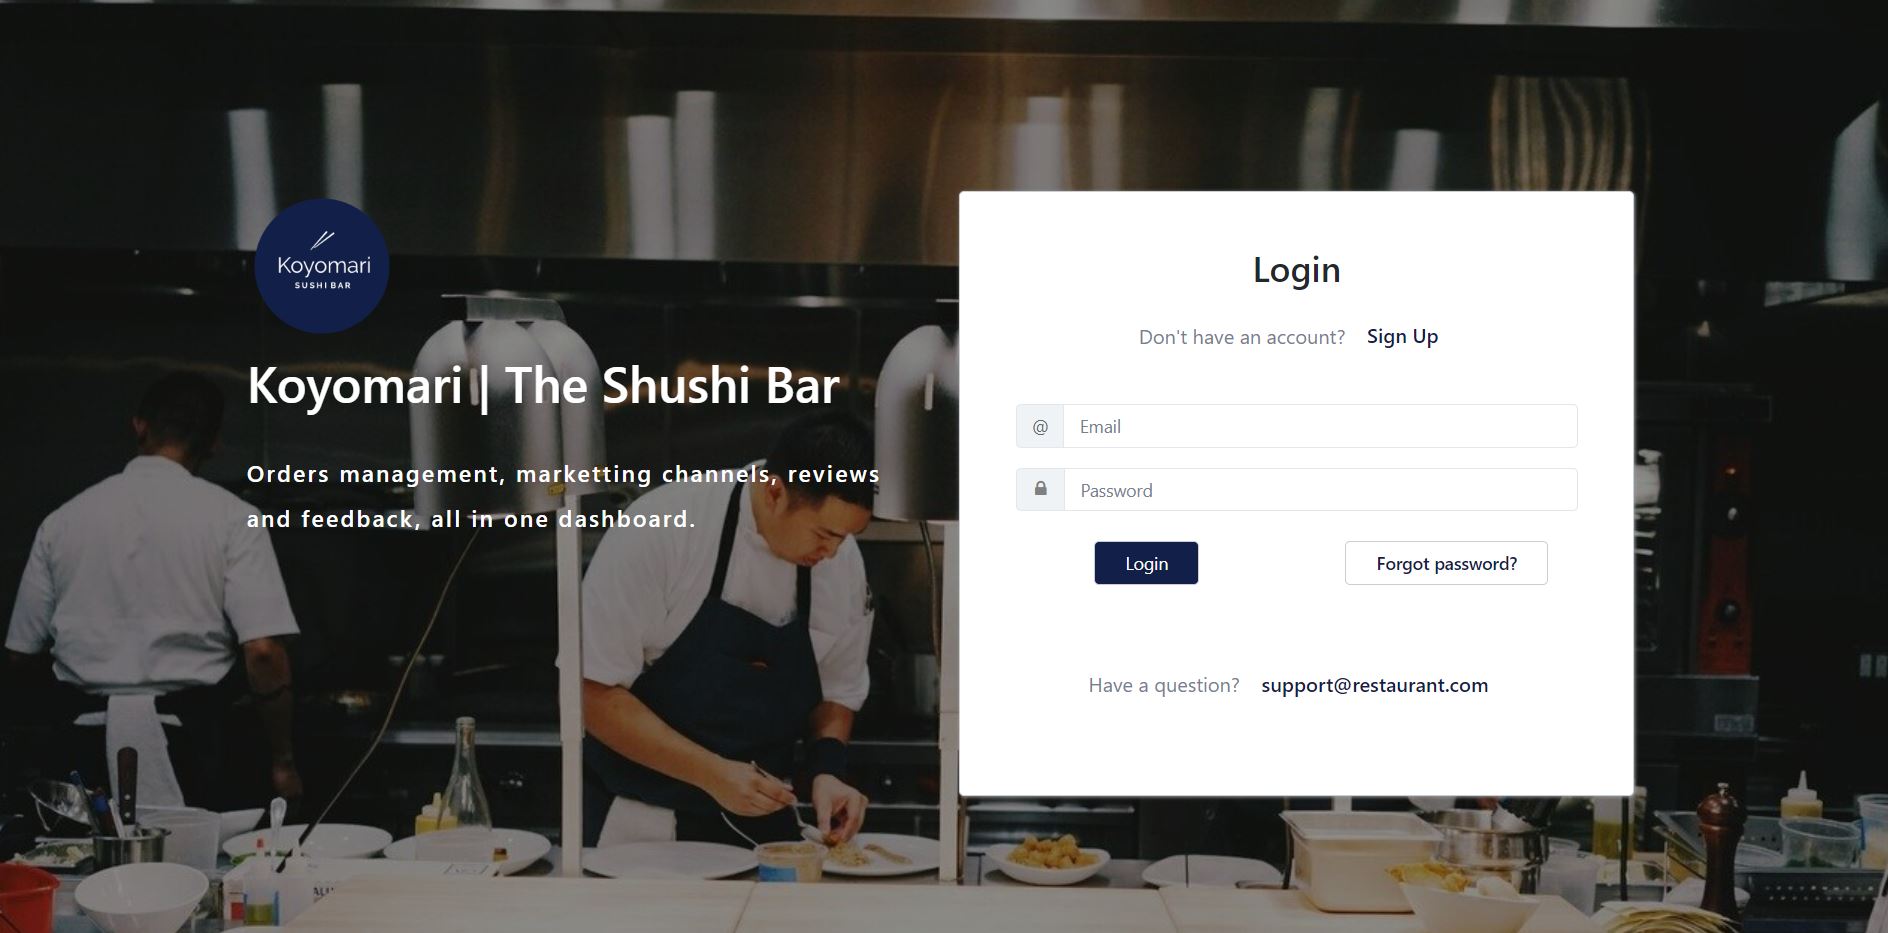 Koyomari
SUSHI BAR
Koyomari | The Shushi Bar
Orders management, marketting channels, reviews
and feedback, all in one dashboard.
Login
Don't have an account? Sign Up
@ Email
Password
Login Forgot password?
Have a question? support@restaurant.com